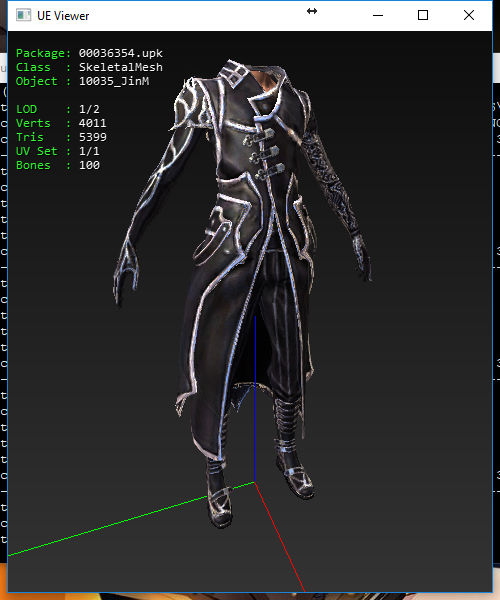 UE Viewer
Package: 00036354.upk
Class : SkeletalMesh
Object : 10035_JinM
LOD : 1/2
Verts : 4011
Tris : 5399
UV Set : 1/1
Bones : 100